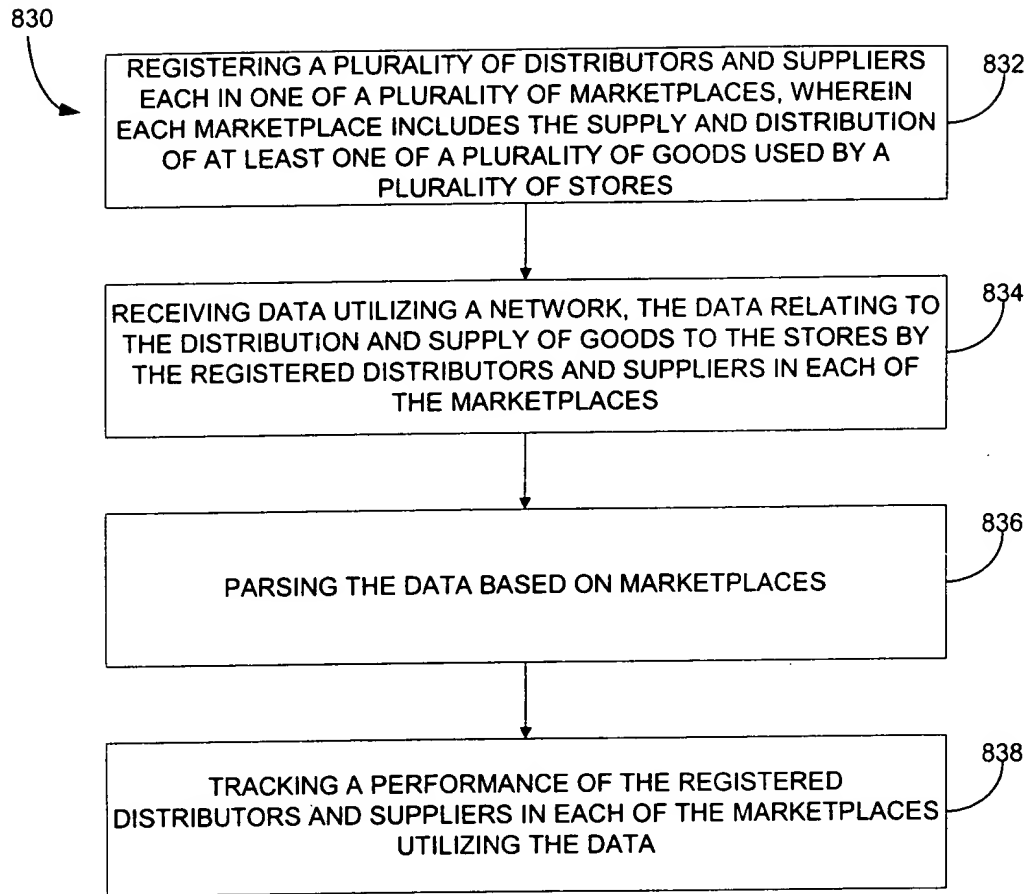 830
REGISTERING A PLURALITY OF DISTRIBUTORS AND SUPPLIERS
EACH IN ONE OF A PLURALITY OF MARKETPLACES, WHEREIN
EACH MARKETPLACE INCLUDES THE SUPPLY AND DISTRIBUTION
OF AT LEAST ONE OF A PLURALITY OF GOODS USED BY A
PLURALITY OF STORES
832
RECEIVING DATA UTILIZING A NETWORK, THE DATA RELATING TO
THE DISTRIBUTION AND SUPPLY OF GOODS TO THE STORES BY
THE REGISTERED DISTRIBUTORS AND SUPPLIERS IN EACH OF
THE MARKETPLACES
834
PARSING THE DATA BASED ON MARKETPLACES
836
TRACKING A PERFORMANCE OF THE REGISTERED
DISTRIBUTORS AND SUPPLIERS IN EACH OF THE MARKETPLACES
UTILIZING THE DATA
838